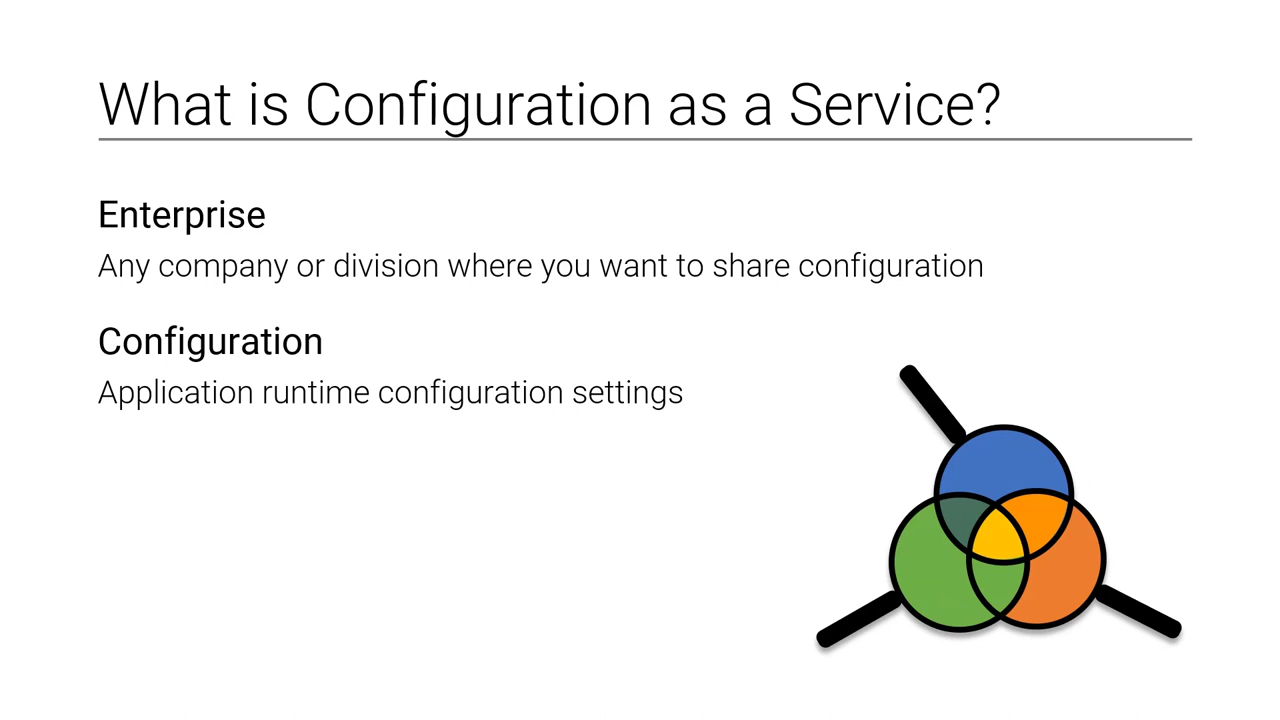 What is Configuration as a Service?
Enterprise
Any company or division where you want to share configuration
Configuration
Application runtime configuration settings